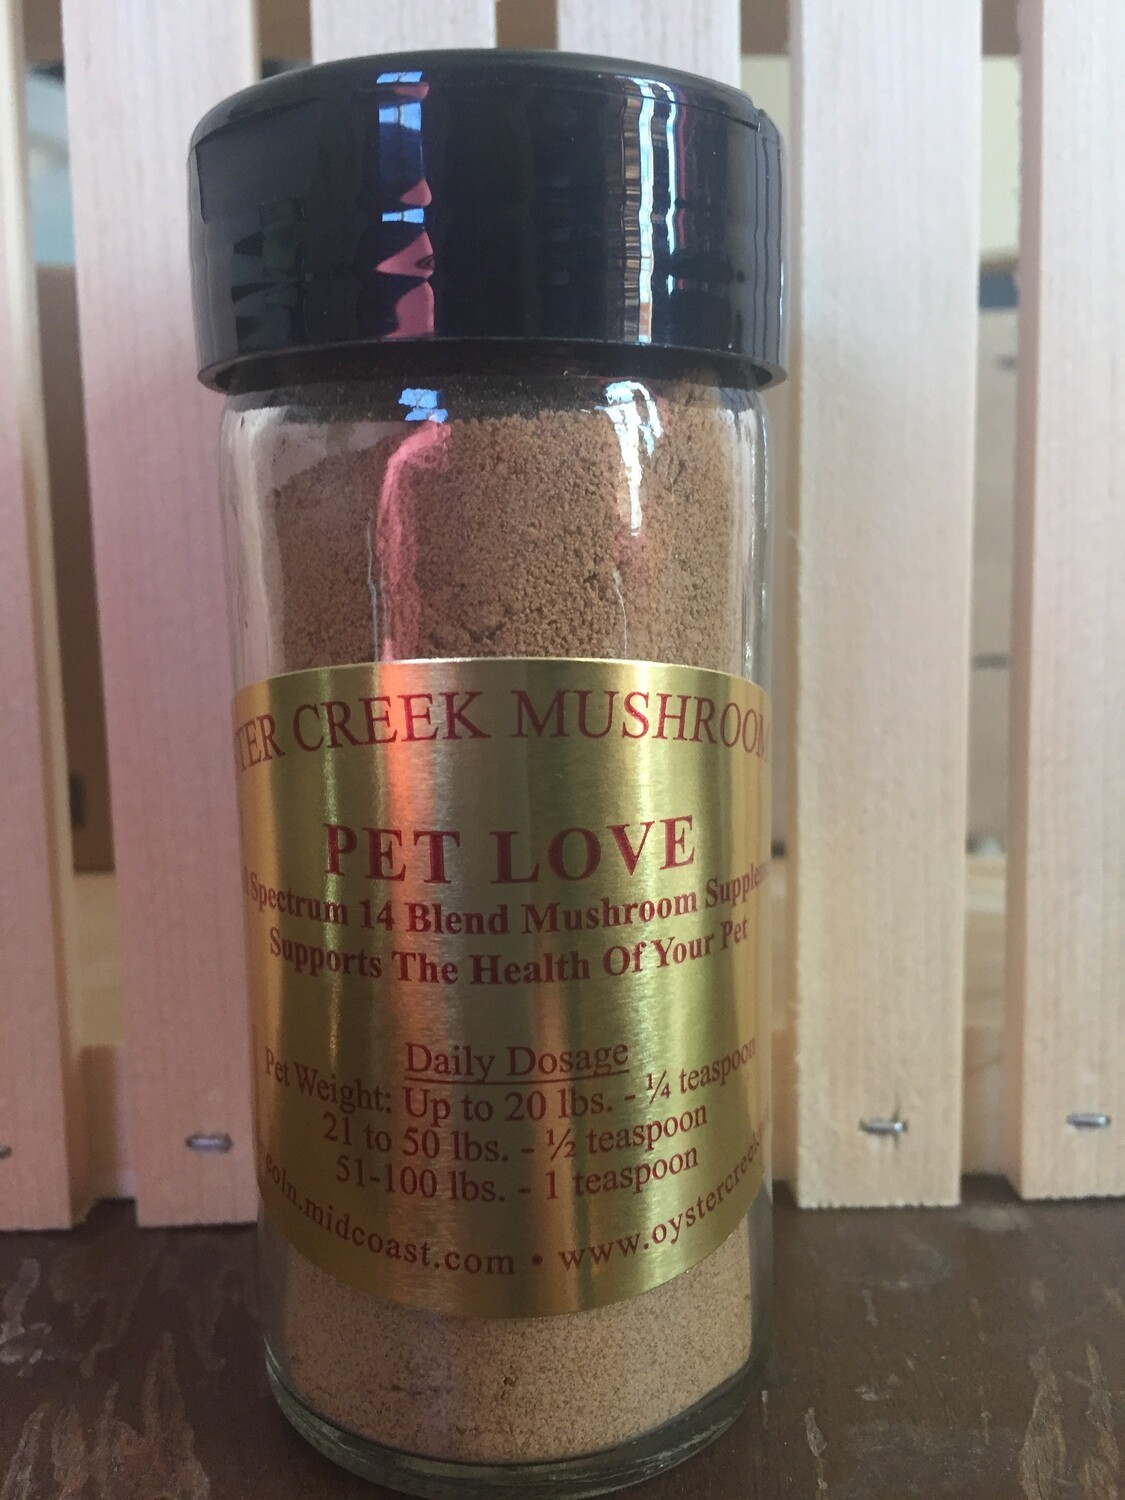 CREEK MUSHROOM
PET LOVE
Spectrum 14 Blend Mushroom
Supports The Health Of Your Pet
Daily Dosage
Pet Weight: Up to 20 lbs. - ¼ teaspoon
21 to 50 lbs. - ½ teaspoon
51-100 lbs. - 1 teaspoon
coln.midcoast.com • www.oystercreek